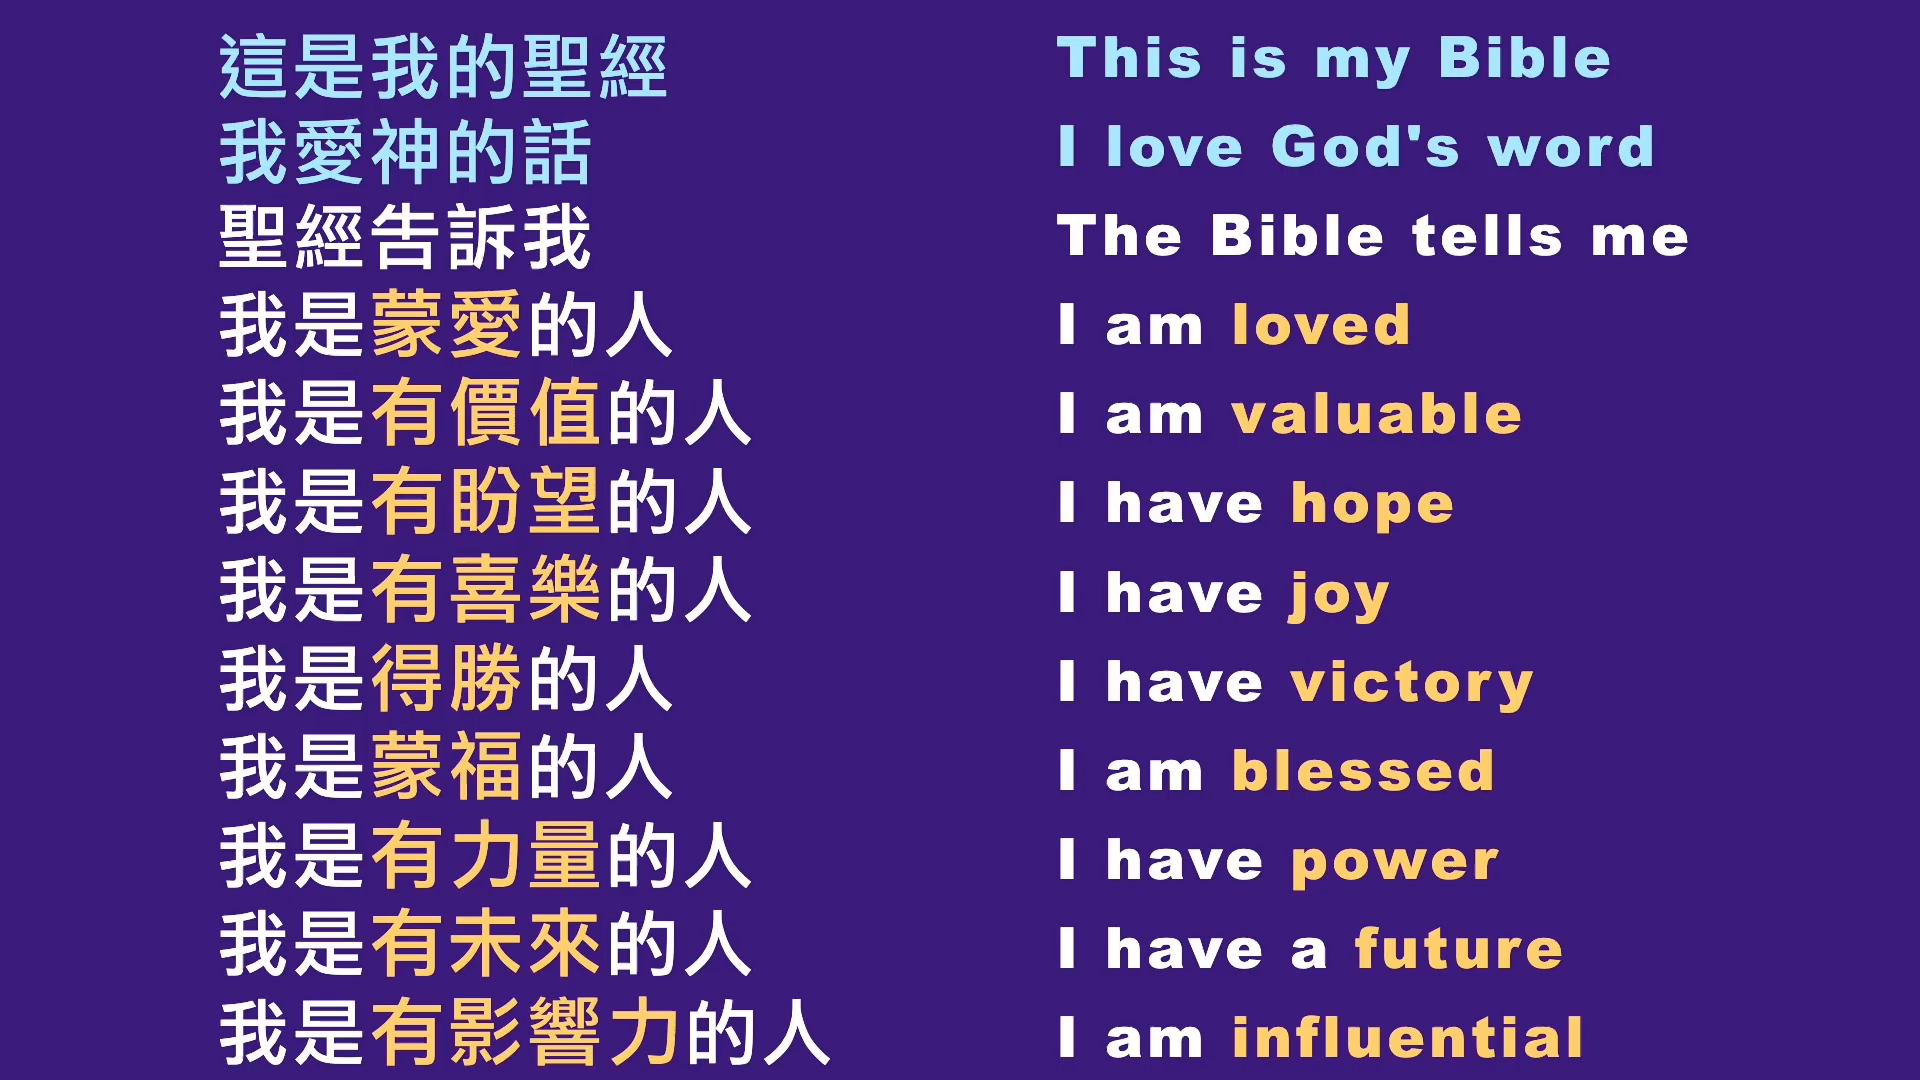 這是我的聖經
我愛神的話
聖經告訴我
我是蒙愛的人
我是有價值的人
我是有盼望的人
我是有喜樂的人
我是得勝的人
我是蒙福的人
我是有力量的人
我是有未來的人
我是有影響力的人
This is my Bible
I love God's word
The Bible tells me
I am loved
I am valuable
I have hope
I have joy
I have victory
I am blessed
I have power
I have a future
I am influential